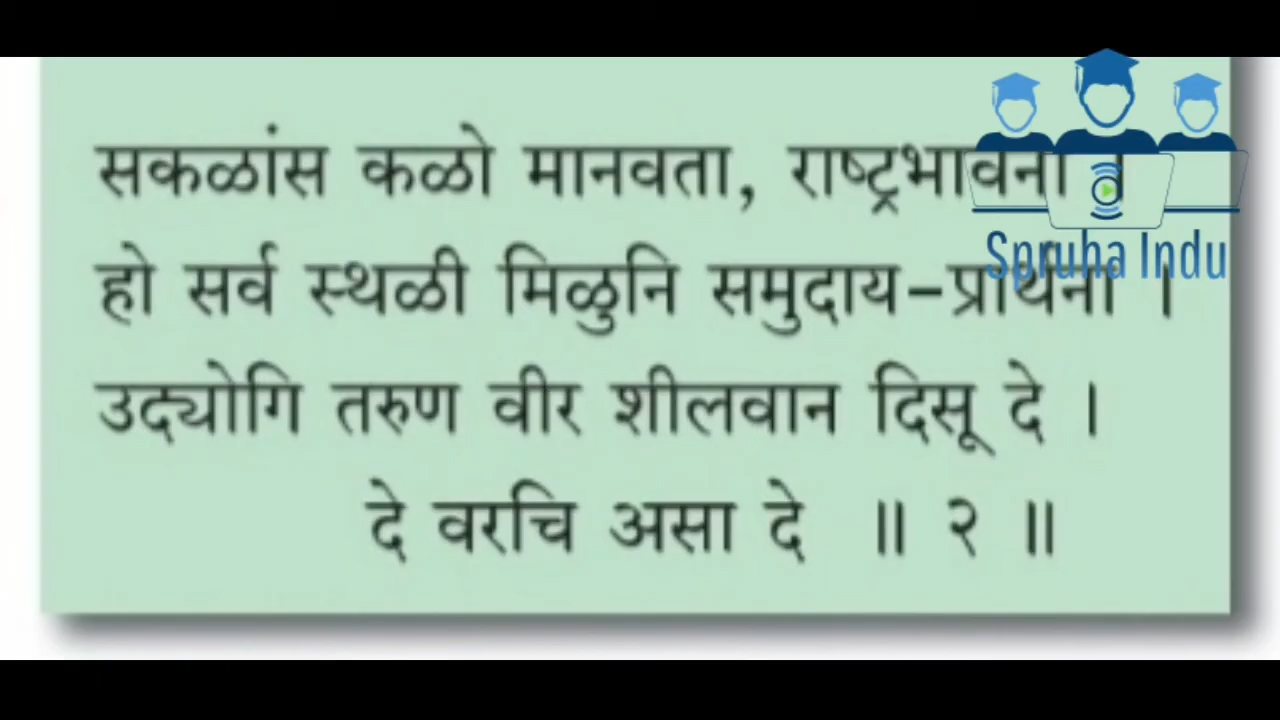 सकळांस कळो मानवता, राष्ट्रभावना ।
हो सर्व स्थळी मिळुनि समुदाय-प्रार्थना ।
उद्योगि तरुण वीर शीलवान दिसू दे ।
दे वरचि असा दे ॥ २ ॥
Spruha Indu